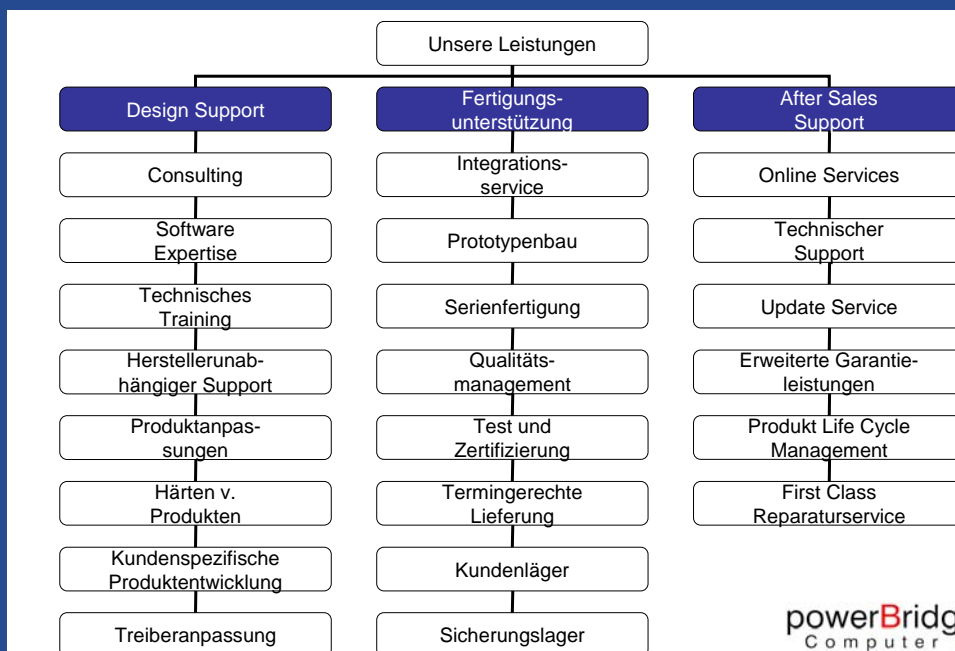 Unsere Leistungen
Design Support
Consulting
Software
Expertise
Technisches
Training
Herstellerunab-
hängiger Support
Produktanpas-
sungen
Härten v.
Produkten
Kundenspezifische
Produktentwicklung
Treiberanpassung
Fertigungs-
unterstützung
Integrations-
service
Prototypenbau
Serienfertigung
Qualitäts-
management
Test und
Zertifizierung
Termingerechte
Lieferung
Kundenläger
Sicherungslager
After Sales
Support
Online Services
Technischer
Support
Update Service
Erweiterte Garantie-
leistungen
Produkt Life Cycle
Management
First Class
Reparaturservice
powerBridg
Computer